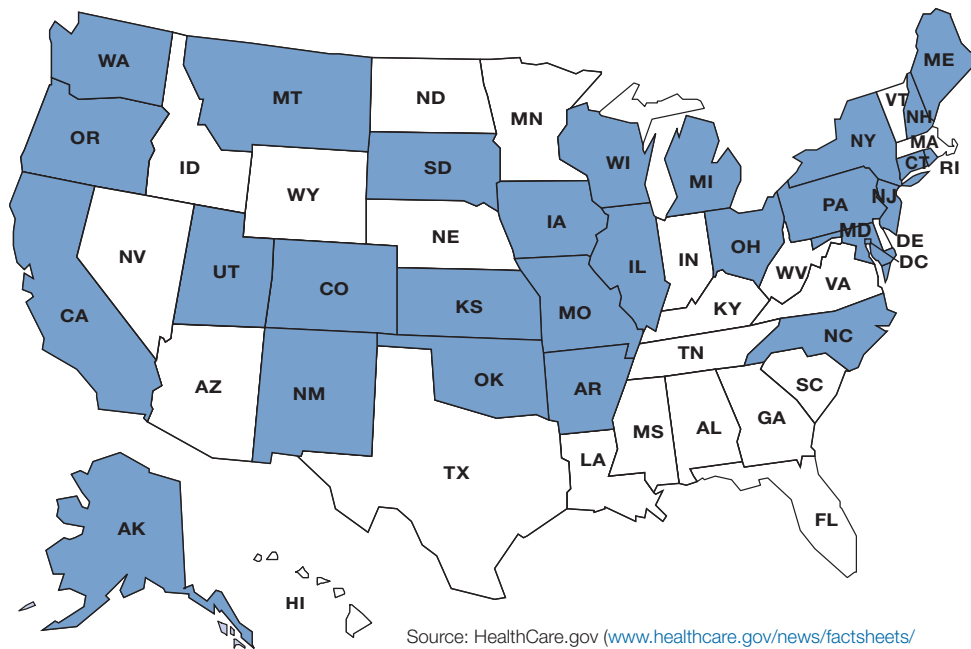 WA
ME
MT
ND
VT
MN
NH
OR
MA
NY
ID
WI
CT
RI
SD
MI
WY
NJ
PA
IA
MD
NE
OH
DE
NV
IN
DC
UT
IL
WV
CO
VA
KS
KY
CA
MO
NC
TN
OK
AZ
SC
NM
AR
GA
MS
AL
LA
TX
FL
AK
HI
Source: HealthCare.gov (www.healthcare.gov/news/factsheets/